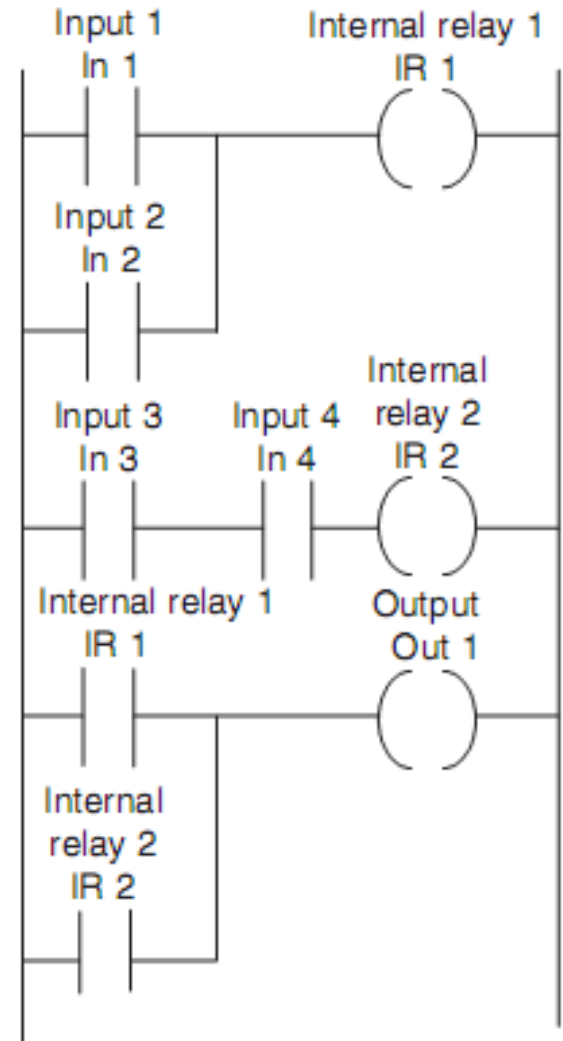 Input 1
In 1
Internal relay 1
IR 1
Input 2
In 2
Input 3
In 3
Input 4
In 4
Internal
relay 2
IR 2
Internal relay 1
IR 1
Output
Out 1
Internal
relay 2
IR 2